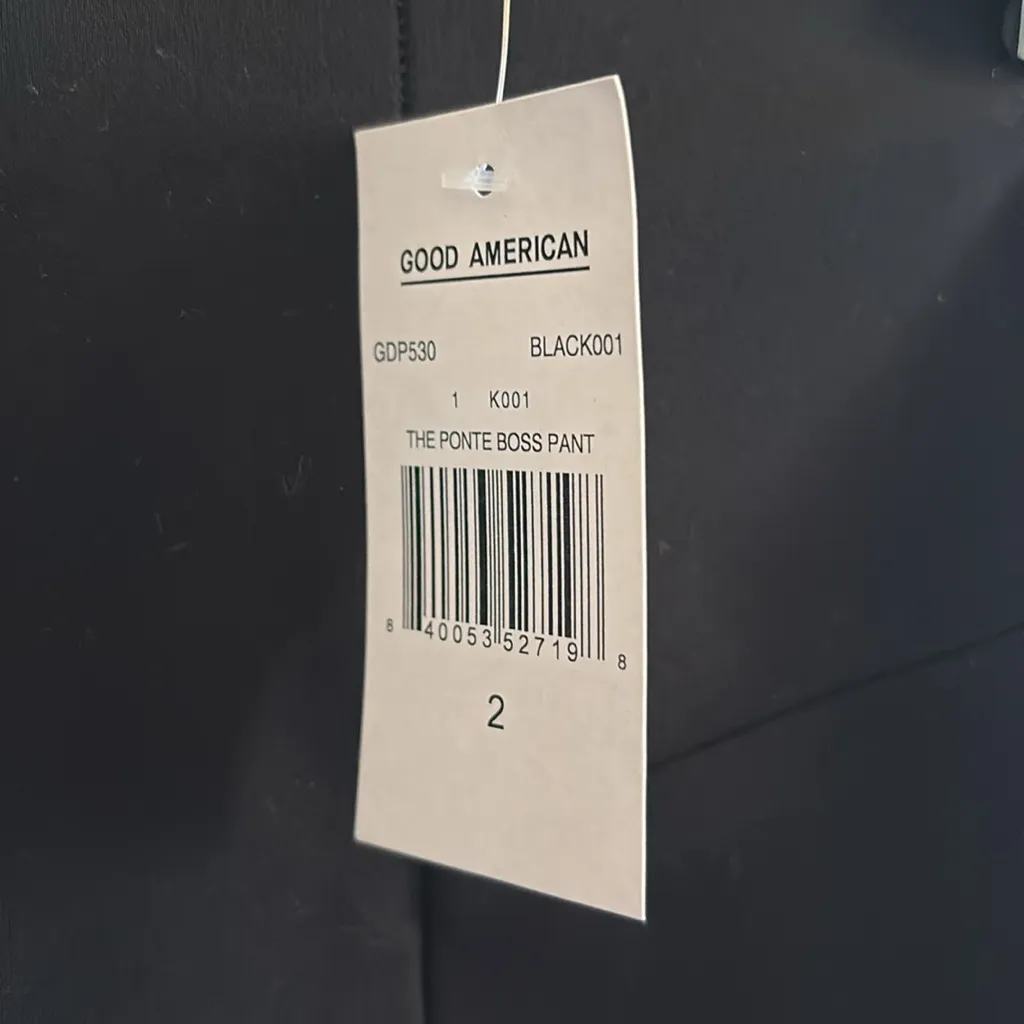 GOOD AMERICAN
GDP530 BLACK001
1 K001
THE PONTE BOSS PANT
8 40053 52719 8
2